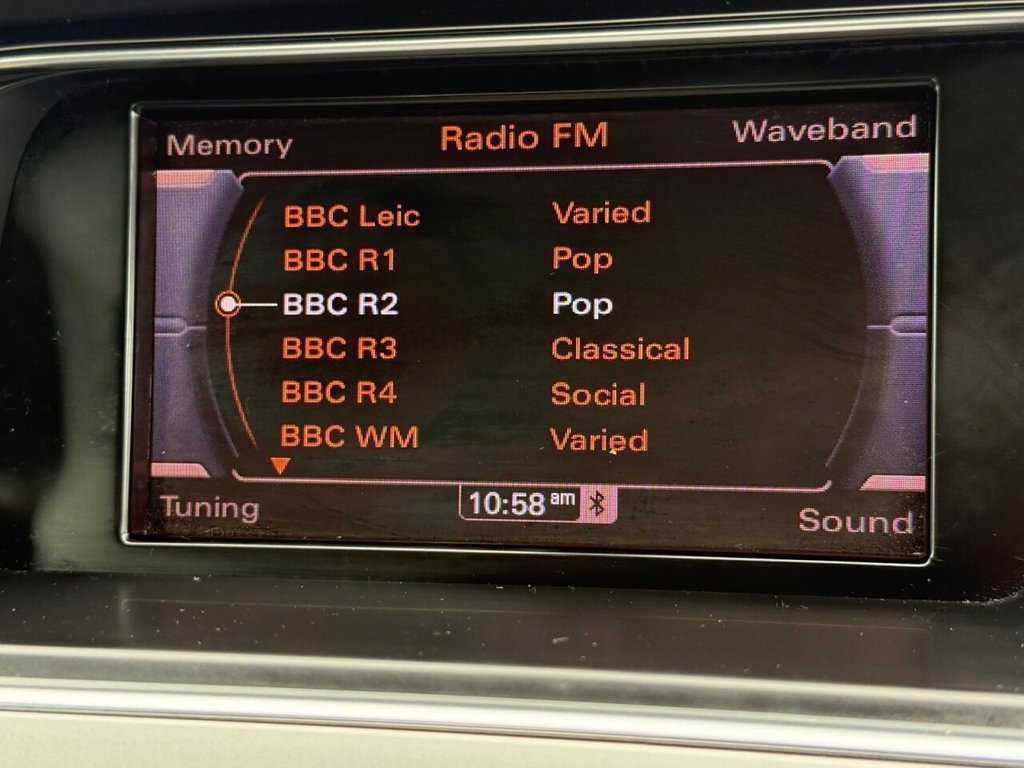 Memory Radio FM Waveband
BBC Leic Varied
BBC R1 Pop
BBC R2 Pop
BBC R3 Classical
BBC R4 Social
BBC WM Varied
Tuning 10:58 am Sound